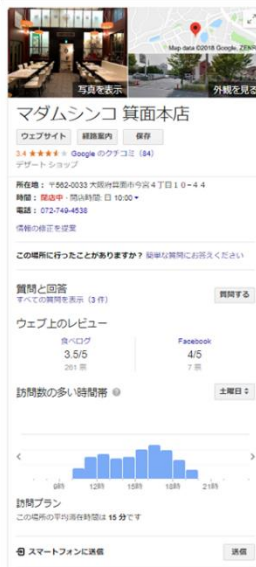 写真を表示
Map data ©2018 Google, ZENRIN
外観を見る
マダムシンコ 箕面本店
ウェブサイト 経路案内 保存
3.4 Google のクチコミ (84)
デザート ショップ
所在地: 〒562-0033 大阪府箕面市今宮4丁目10-44
時間: 閉店中 · 開店時間: 日 10:00
電話: 072-749-4538
情報の修正を提案
この場所に行ったことがありますか? 簡単な質問にお答えください
質問と回答
すべての質問を表示 (3 件)
質問する
ウェブ上のレビュー
食べログ Facebook
3.5/5 4/5
261 票 7 票
訪問数の多い時間帯
土曜日
9時 12時 15時 18時 21時
訪問プラン
この場所の平均滞在時間は 15 分です
スマートフォンに送信 送信